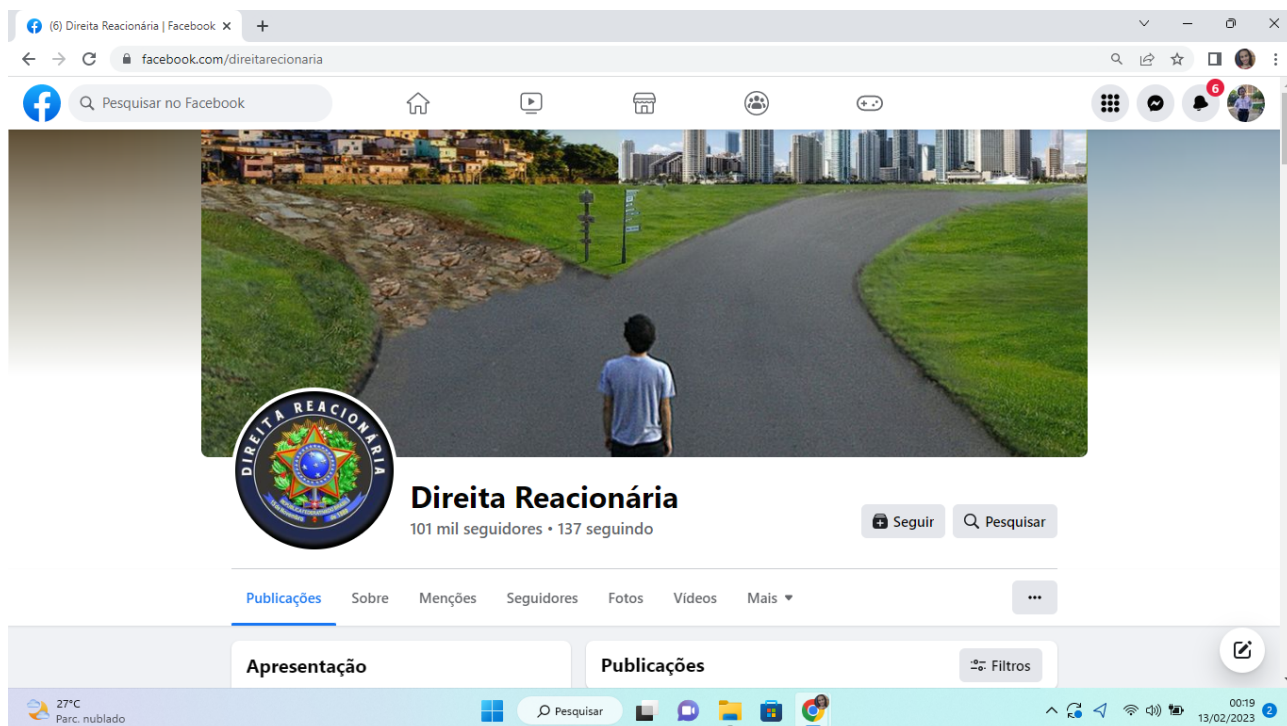 (6) Direita Reacionária | Facebook
facebook.com/direitarecionaria
Pesquisar no Facebook
6
DIREITA REACIONÁRIA
Direita Reacionária
101 mil seguidores • 137 seguindo
Seguir
Pesquisar
Publicações Sobre Menções Seguidores Fotos Vídeos Mais
Apresentação
Publicações
Filtros
27°C
Parc. nublado
Pesquisar
00:19
13/02/2023
2